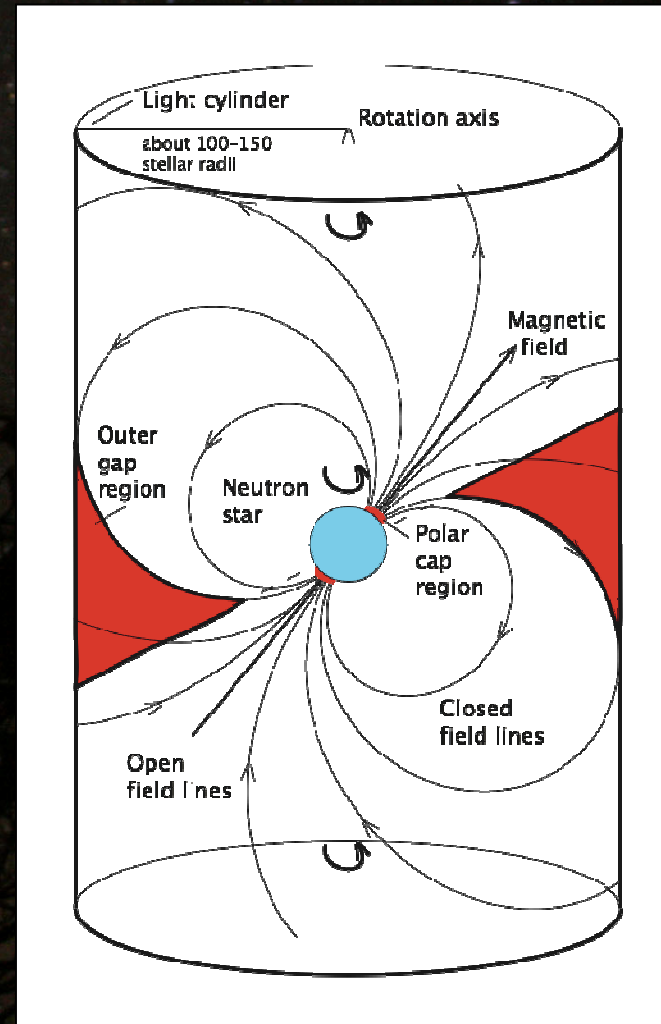 Light cylinder
Rotation axis
about 100-150
stellar radii
Magnetic
field
Outer
gap
region
Neutron
star
Polar
cap
region
Closed
field lines
Open
field lines